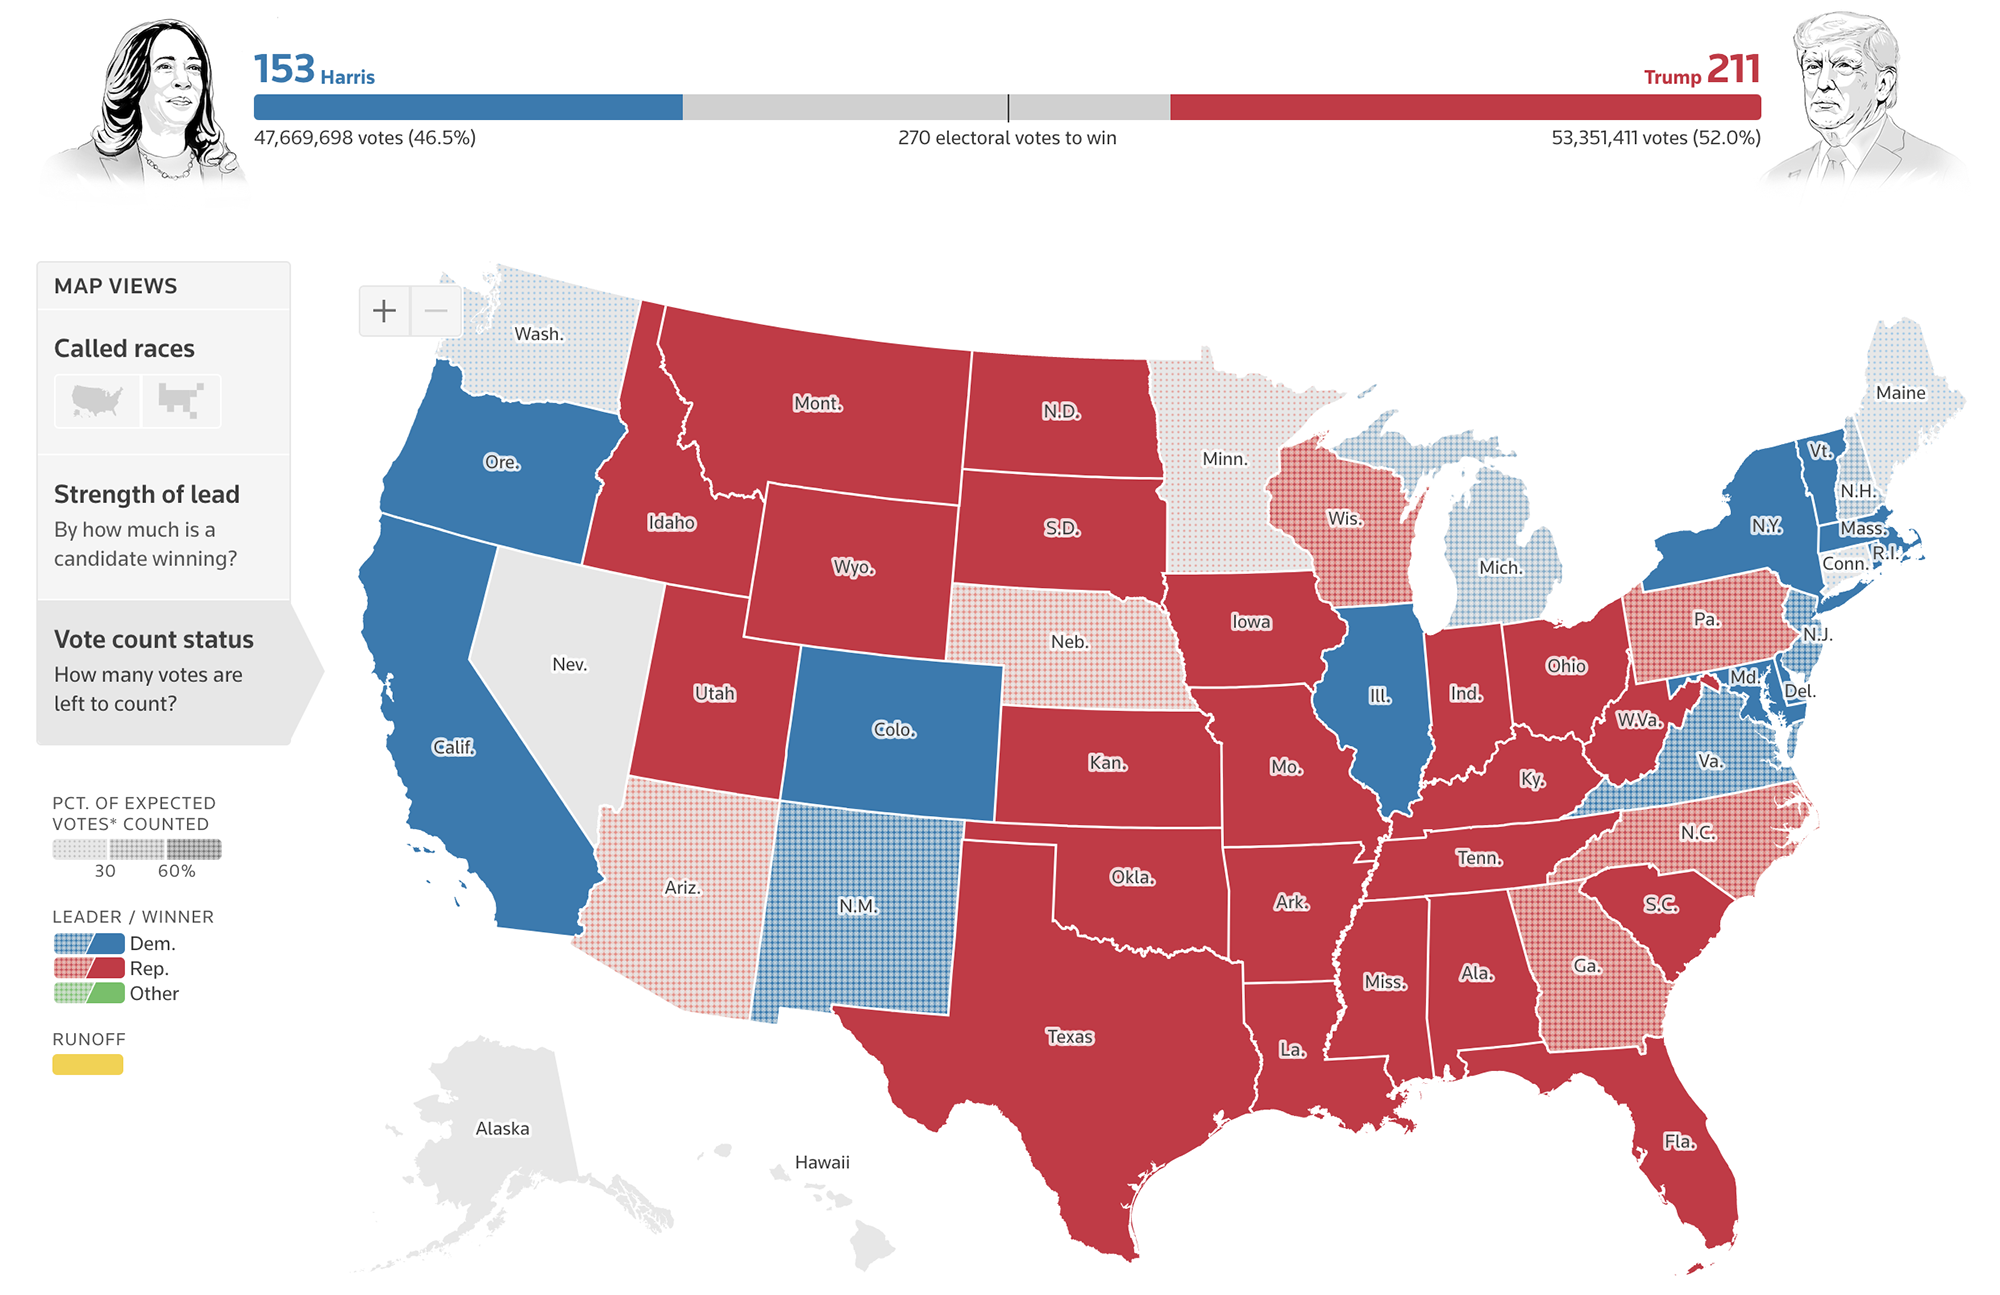 153 Harris
Trump 211
47,669,698 votes (46.5%)
270 electoral votes to win
53,351,411 votes (52.0%)
MAP VIEWS
Called races
Strength of lead
By how much is a
candidate winning?
Vote count status
How many votes are
left to count?
PCT. OF EXPECTED
VOTES* COUNTED
30 60%
LEADER / WINNER
Dem.
Rep.
Other
RUNOFF
+ −
Wash.
Mont.
N.D.
Minn.
Maine
Ore.
Idaho
S.D.
Wis.
Mich.
Vt.
N.H.
N.Y.
Mass.
R.I.
Conn.
Wyo.
Nev.
Utah
Neb.
Iowa
Ill.
Ind.
Ohio
Pa.
N.J.
Md.
Del.
Calif.
Colo.
Kan.
Mo.
Ky.
W.Va.
Va.
Ariz.
N.M.
Okla.
Ark.
Tenn.
N.C.
S.C.
Texas
La.
Miss.
Ala.
Ga.
Fla.
Alaska
Hawaii